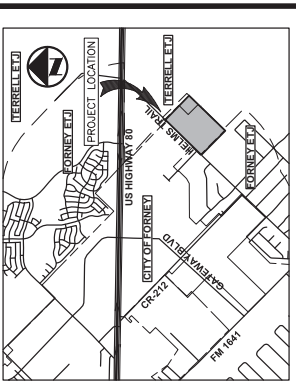 TERRELL ETJ
N
FORNEY ETJ
PROJECT LOCATION
TERRELL ETJ
HELMS TRAIL
US HIGHWAY 80
CITY OF FORNEY
FORNEY ETJ
GATEWAY BLVD
CR-212
FM 1641